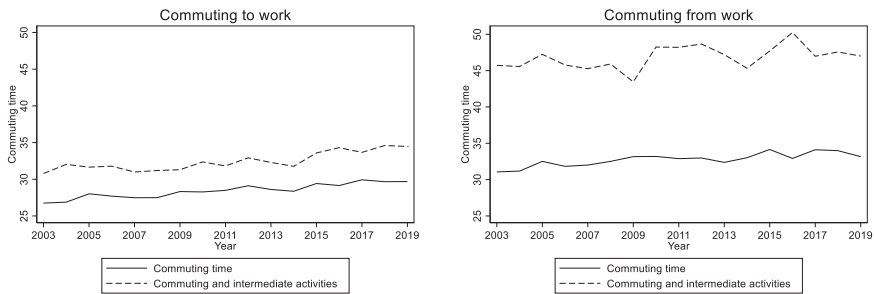 Commuting to work
50
45
40
35
30
25
Commuting time
2003 2005 2007 2009 2011 2013 2015 2017 2019
Year
Commuting time
Commuting and intermediate activities
Commuting from work
50
45
40
35
30
25
Commuting time
2003 2005 2007 2009 2011 2013 2015 2017 2019
Year
Commuting time
Commuting and intermediate activities